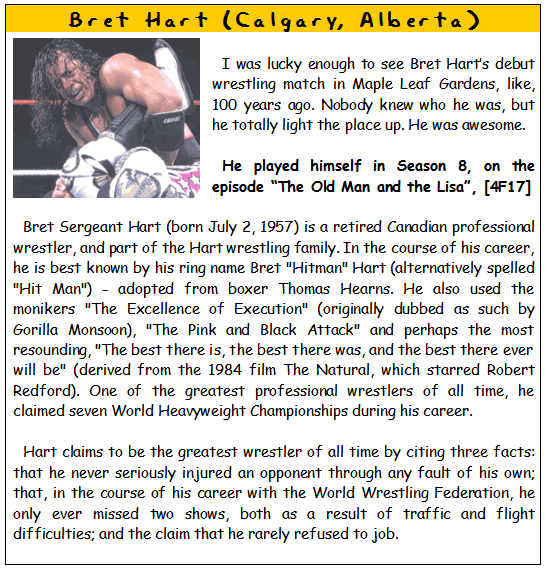 Bret Hart (Calgary, Alberta)
I was lucky enough to see Bret Hart's debut
wrestling match in Maple Leaf Gardens, like,
100 years ago. Nobody knew who he was, but
he totally light the place up. He was awesome.
He played himself in Season 8, on the
episode “The Old Man and the Lisa”, [4F17]
Bret Sergeant Hart (born July 2, 1957) is a retired Canadian professional
wrestler, and part of the Hart wrestling family. In the course of his career,
he is best known by his ring name Bret "Hitman" Hart (alternatively spelled
"Hit Man") - adopted from boxer Thomas Hearns. He also used the
monikers "The Excellence of Execution" (originally dubbed as such by
Gorilla Monsoon), "The Pink and Black Attack" and perhaps the most
resounding, "The best there is, the best there was, and the best there ever
will be" (derived from the 1984 film The Natural, which starred Robert
Redford). One of the greatest professional wrestlers of all time, he
claimed seven World Heavyweight Championships during his career.
Hart claims to be the greatest wrestler of all time by citing three facts:
that he never seriously injured an opponent through any fault of his own;
that, in the course of his career with the World Wrestling Federation, he
only ever missed two shows, both as a result of traffic and flight
difficulties; and the claim that he rarely refused to job.